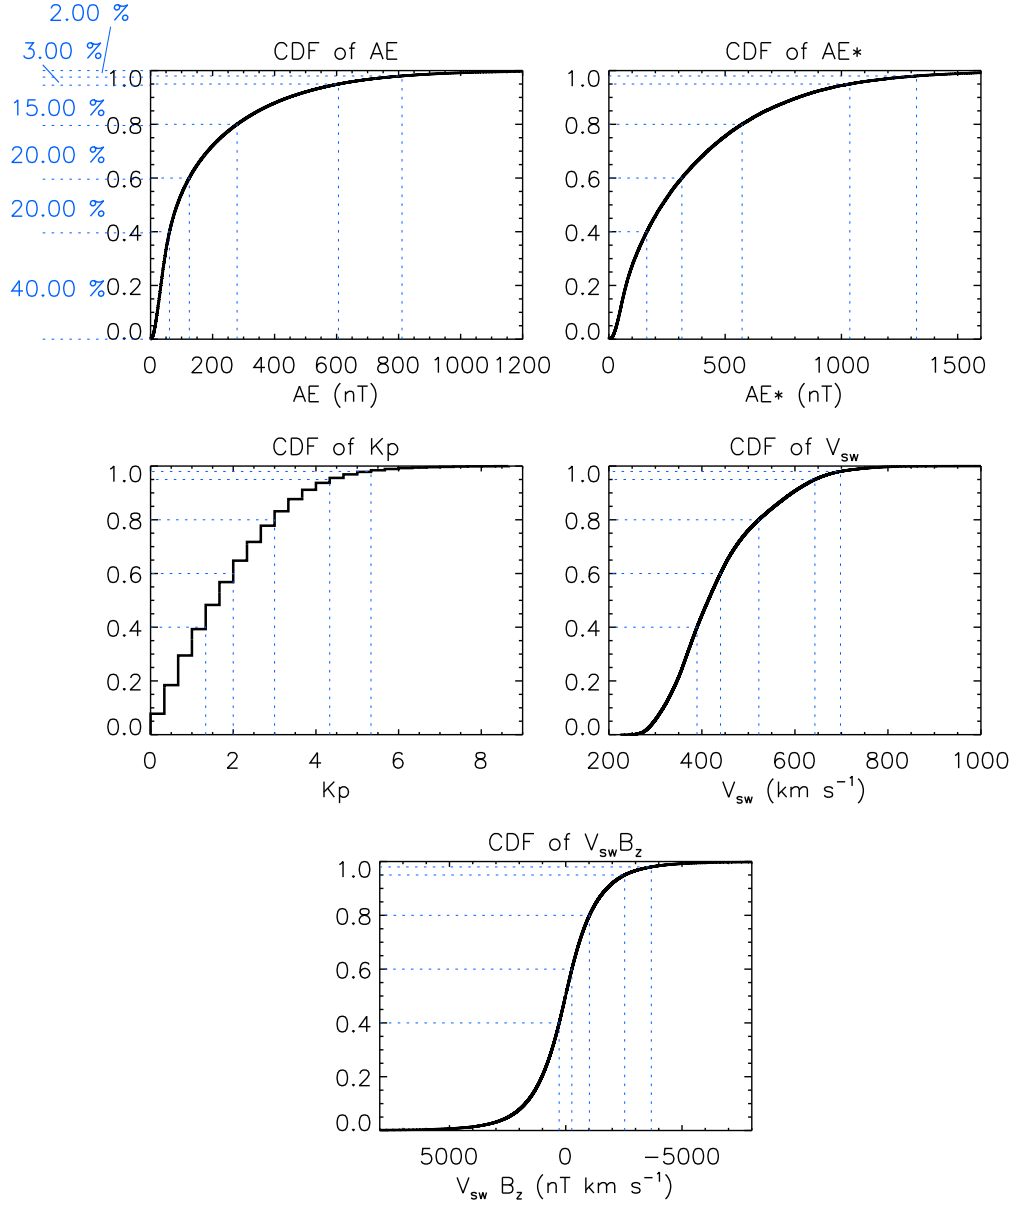 2.00 %
3.00 %
15.00 %
20.00 %
20.00 %
40.00 %
CDF of AE
1.0
0.8
0.6
0.4
0.2
0.0
0 200 400 600 800 1000 1200
AE (nT)
CDF of AE*
1.0
0.8
0.6
0.4
0.2
0.0
0 500 1000 1500
AE* (nT)
CDF of Kp
1.0
0.8
0.6
0.4
0.2
0.0
0 2 4 6 8
Kp
CDF of Vsw
1.0
0.8
0.6
0.4
0.2
0.0
200 400 600 800 1000
Vsw (km s⁻¹)
CDF of VswBz
1.0
0.8
0.6
0.4
0.2
0.0
5000 0 −5000
Vsw Bz (nT km s⁻¹)